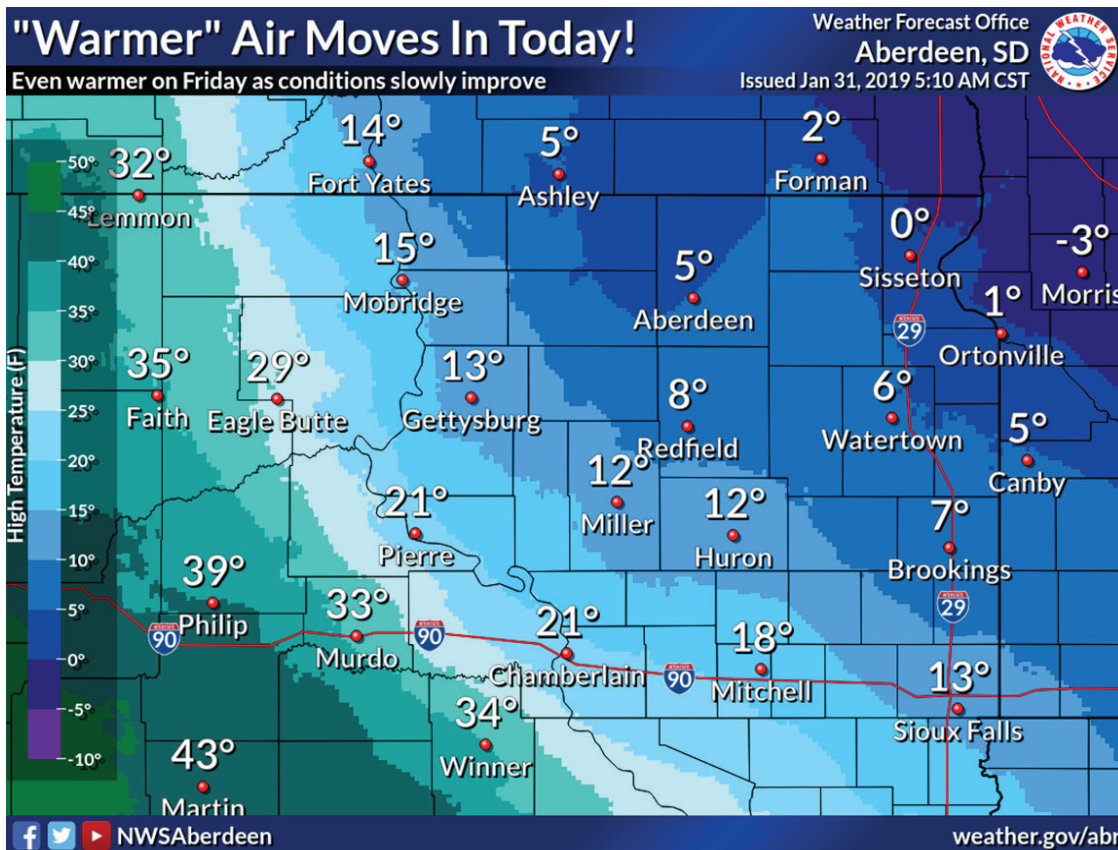 "Warmer" Air Moves In Today!
Even warmer on Friday as conditions slowly improve
Weather Forecast Office
Aberdeen, SD
Issued Jan 31, 2019 5:10 AM CST
NATIONAL WEATHER SERVICE
High Temperature (F)
50°
45°
40°
35°
30°
25°
20°
15°
10°
5°
0°
-5°
-10°
32°
Lemmon
14°
Fort Yates
5°
Ashley
2°
Forman
15°
Mobridge
5°
Aberdeen
0°
Sisseton
-3°
Morris
1°
Ortonville
29
35°
Faith
29°
Eagle Butte
13°
Gettysburg
8°
Redfield
6°
Watertown
5°
Canby
21°
Pierre
12°
Miller
12°
Huron
7°
Brookings
29
39°
Philip
33°
Murdo
90
90
21°
Chamberlain
90
18°
Mitchell
13°
Sioux Falls
34°
Winner
43°
Martin
NWSAberdeen
weather.gov/abr